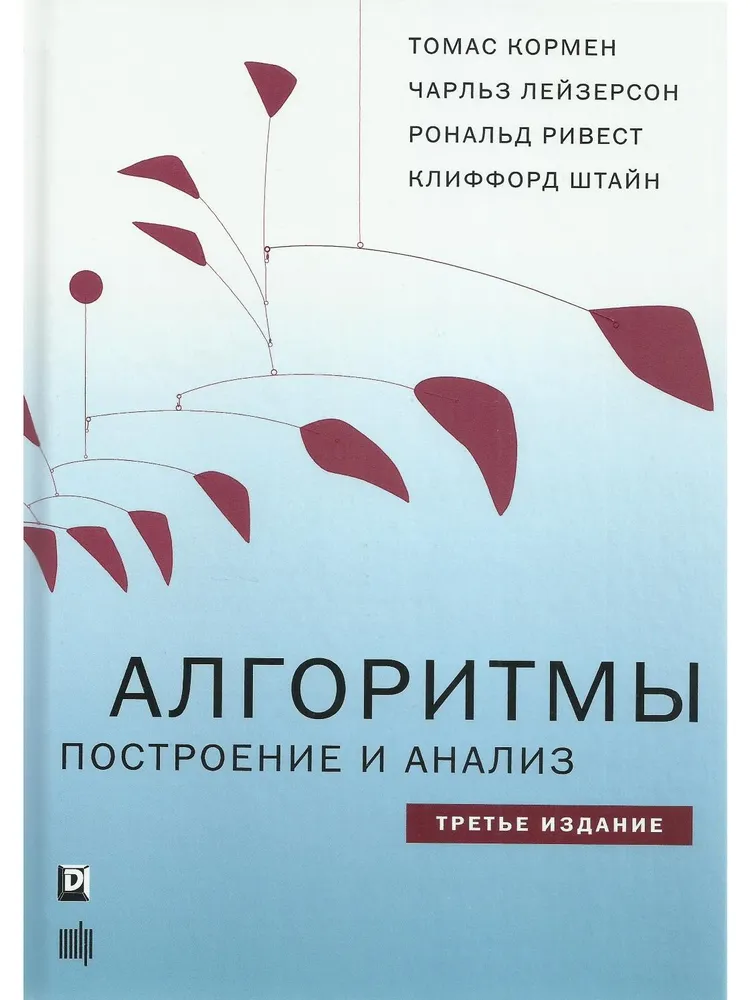 ТОМАС КОРМЕН
ЧАРЛЬЗ ЛЕЙЗЕРСОН
РОНАЛЬД РИВЕСТ
КЛИФФОРД ШТАЙН
АЛГОРИТМЫ
ПОСТРОЕНИЕ И АНАЛИЗ
ТРЕТЬЕ ИЗДАНИЕ
D